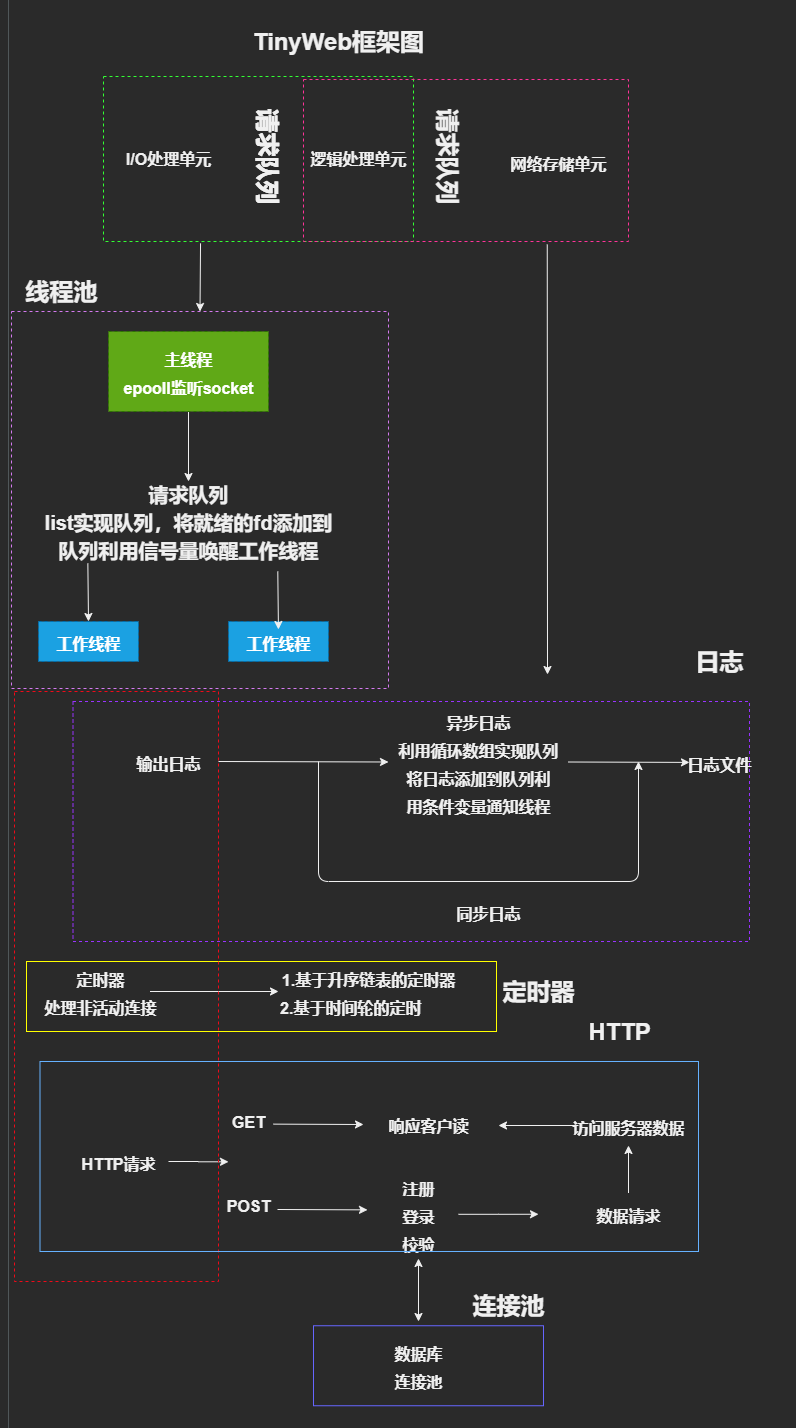 TinyWeb框架图
I/O处理单元
请求队列
逻辑处理单元
请求队列
网络存储单元
线程池
主线程
epooll监听socket
请求队列
list实现队列，将就绪的fd添加到
队列利用信号量唤醒工作线程
工作线程
工作线程
日志
输出日志
异步日志
利用循环数组实现队列
将日志添加到队列利
用条件变量通知线程
日志文件
同步日志
定时器
处理非活动连接
1.基于升序链表的定时器
2.基于时间轮的定时
定时器
HTTP
HTTP请求
GET
响应客户读
访问服务器数据
POST
注册
登录
校验
数据请求
连接池
数据库
连接池